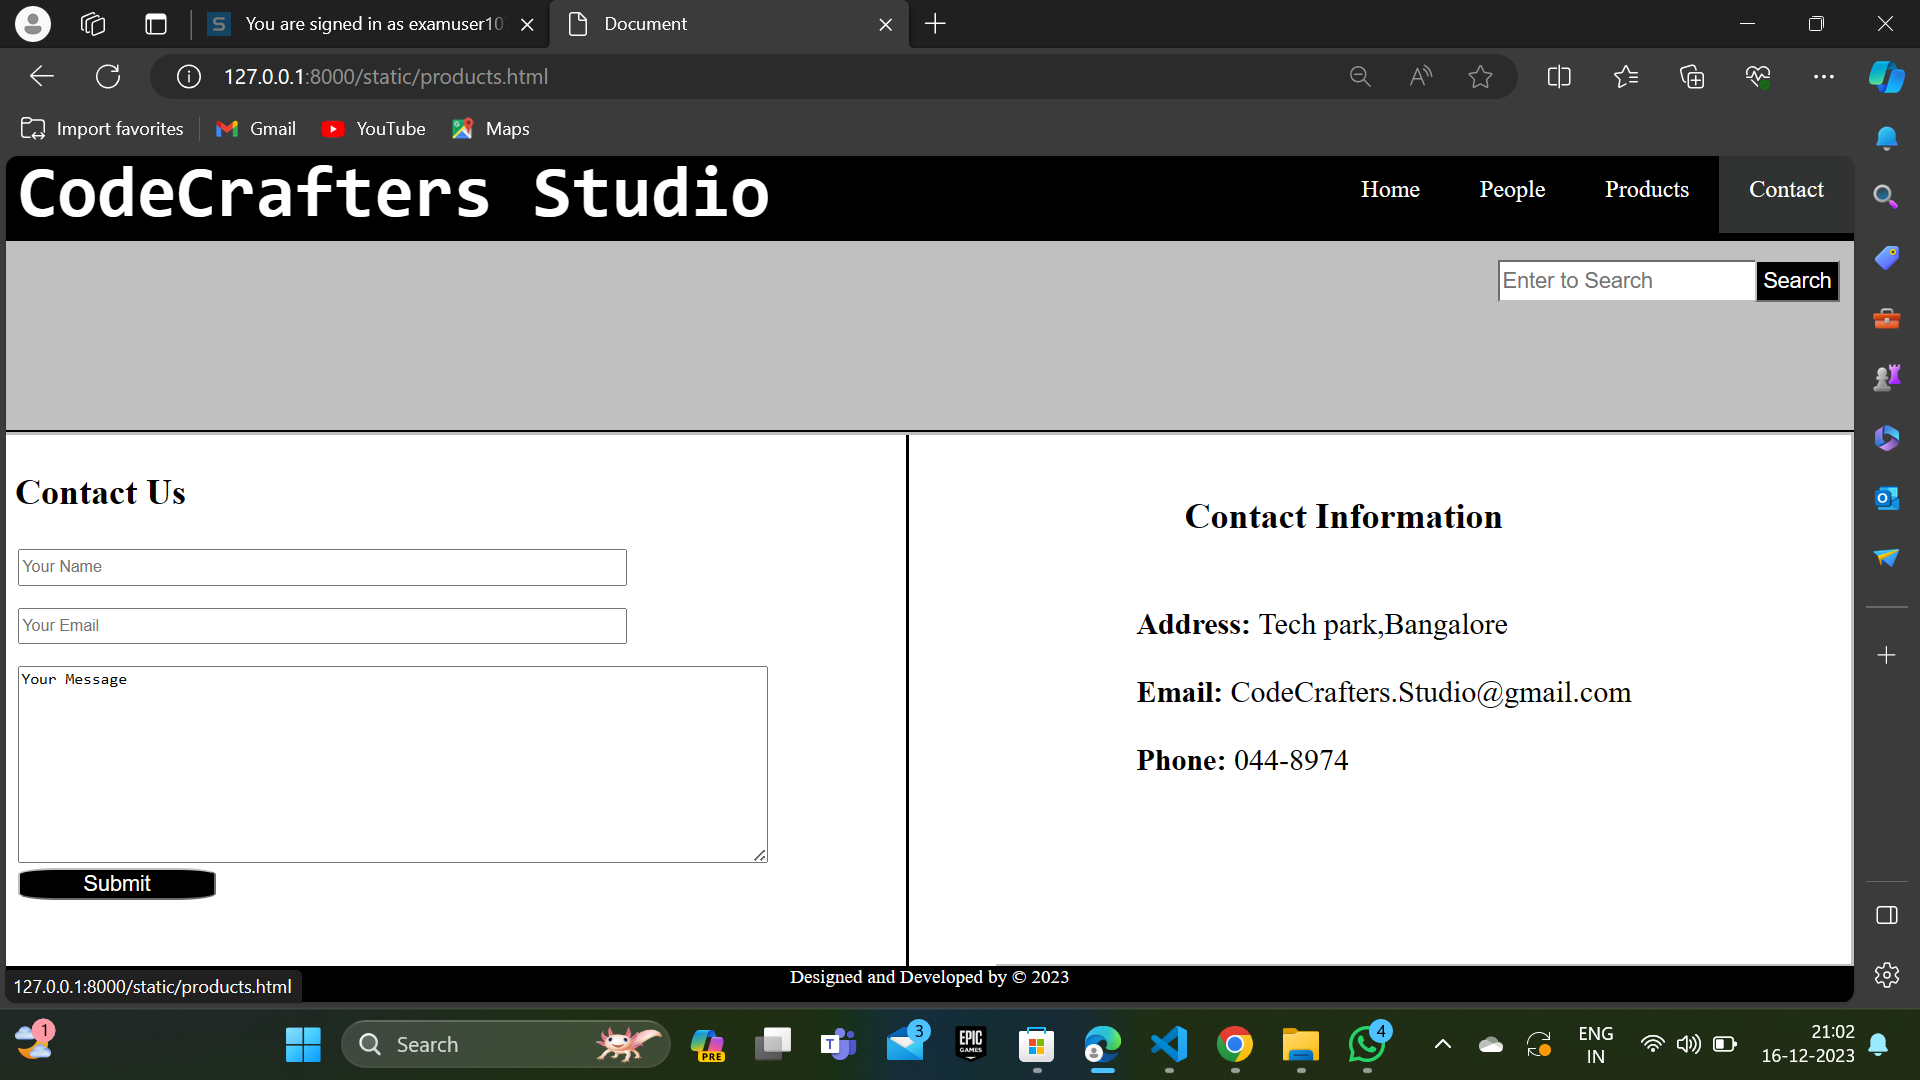 You are signed in as examuser10
Document
127.0.0.1:8000/static/products.html
Import favorites
Gmail
YouTube
Maps
CodeCrafters Studio
Home
People
Products
Contact
Enter to Search
Search
Contact Us
Your Name
Your Email
Your Message
Submit
Contact Information
Address: Tech park,Bangalore
Email: CodeCrafters.Studio@gmail.com
Phone: 044-8974
Designed and Developed by © 2023
127.0.0.1:8000/static/products.html
1
Search
PRE
T
3
EPIC
GAMES
4
ENG
IN
21:02
16-12-2023